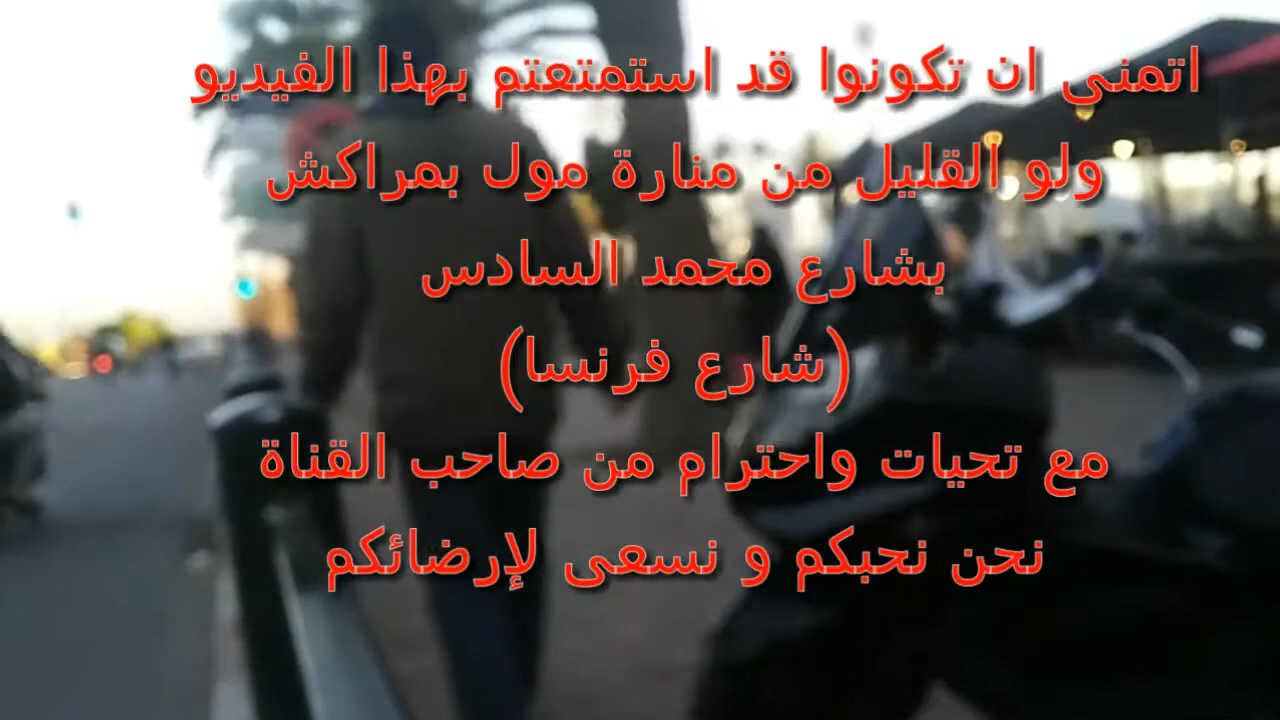 اتمنى ان تكونوا قد استمتعتم بهذا الفيديو
ولو القليل من منارة مول بمراكش
بشارع محمد السادس
(شارع فرنسا)
مع تحيات واحترام من صاحب القناة
نحن نحبكم و نسعى لإرضائكم